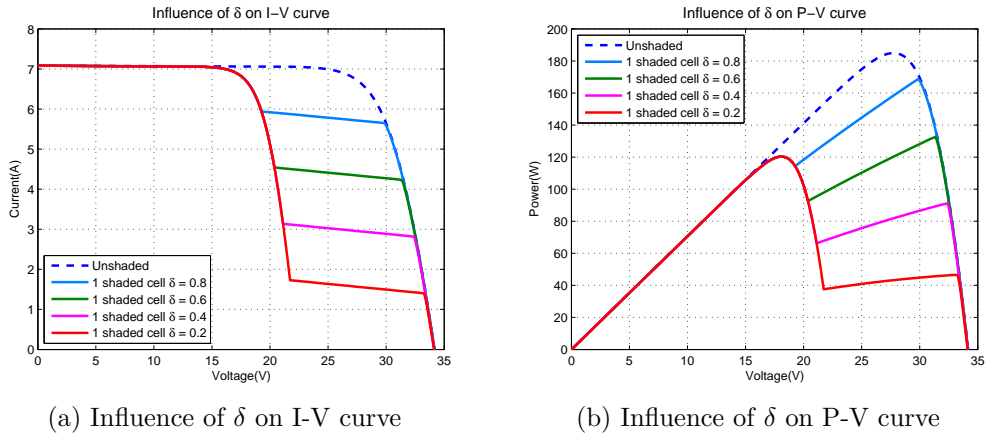 Influence of δ on I−V curve
8
7
6
5
4
3
2
1
0
Current(A)
Unshaded
1 shaded cell δ = 0.8
1 shaded cell δ = 0.6
1 shaded cell δ = 0.4
1 shaded cell δ = 0.2
0 5 10 15 20 25 30 35
Voltage(V)
(a) Influence of δ on I-V curve
Influence of δ on P−V curve
200
180
160
140
120
100
80
60
40
20
0
Power(W)
Unshaded
1 shaded cell δ = 0.8
1 shaded cell δ = 0.6
1 shaded cell δ = 0.4
1 shaded cell δ = 0.2
0 5 10 15 20 25 30 35
Voltage(V)
(b) Influence of δ on P-V curve